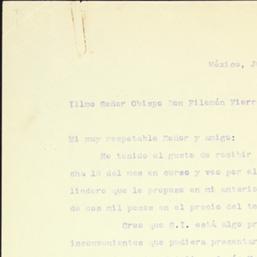 México, J
Illmo Señor Obispo Don Filemón Fierr
Mi muy respetable Señor y amigo:
He tenido el gusto de recibir
cha 18 del mes en curso y veo por el
lindero que le propuse en mi anterio
de dos mil pesos en el precio del te
Creo que S.I. está algo pr
inconvenientes que pudiera presentar